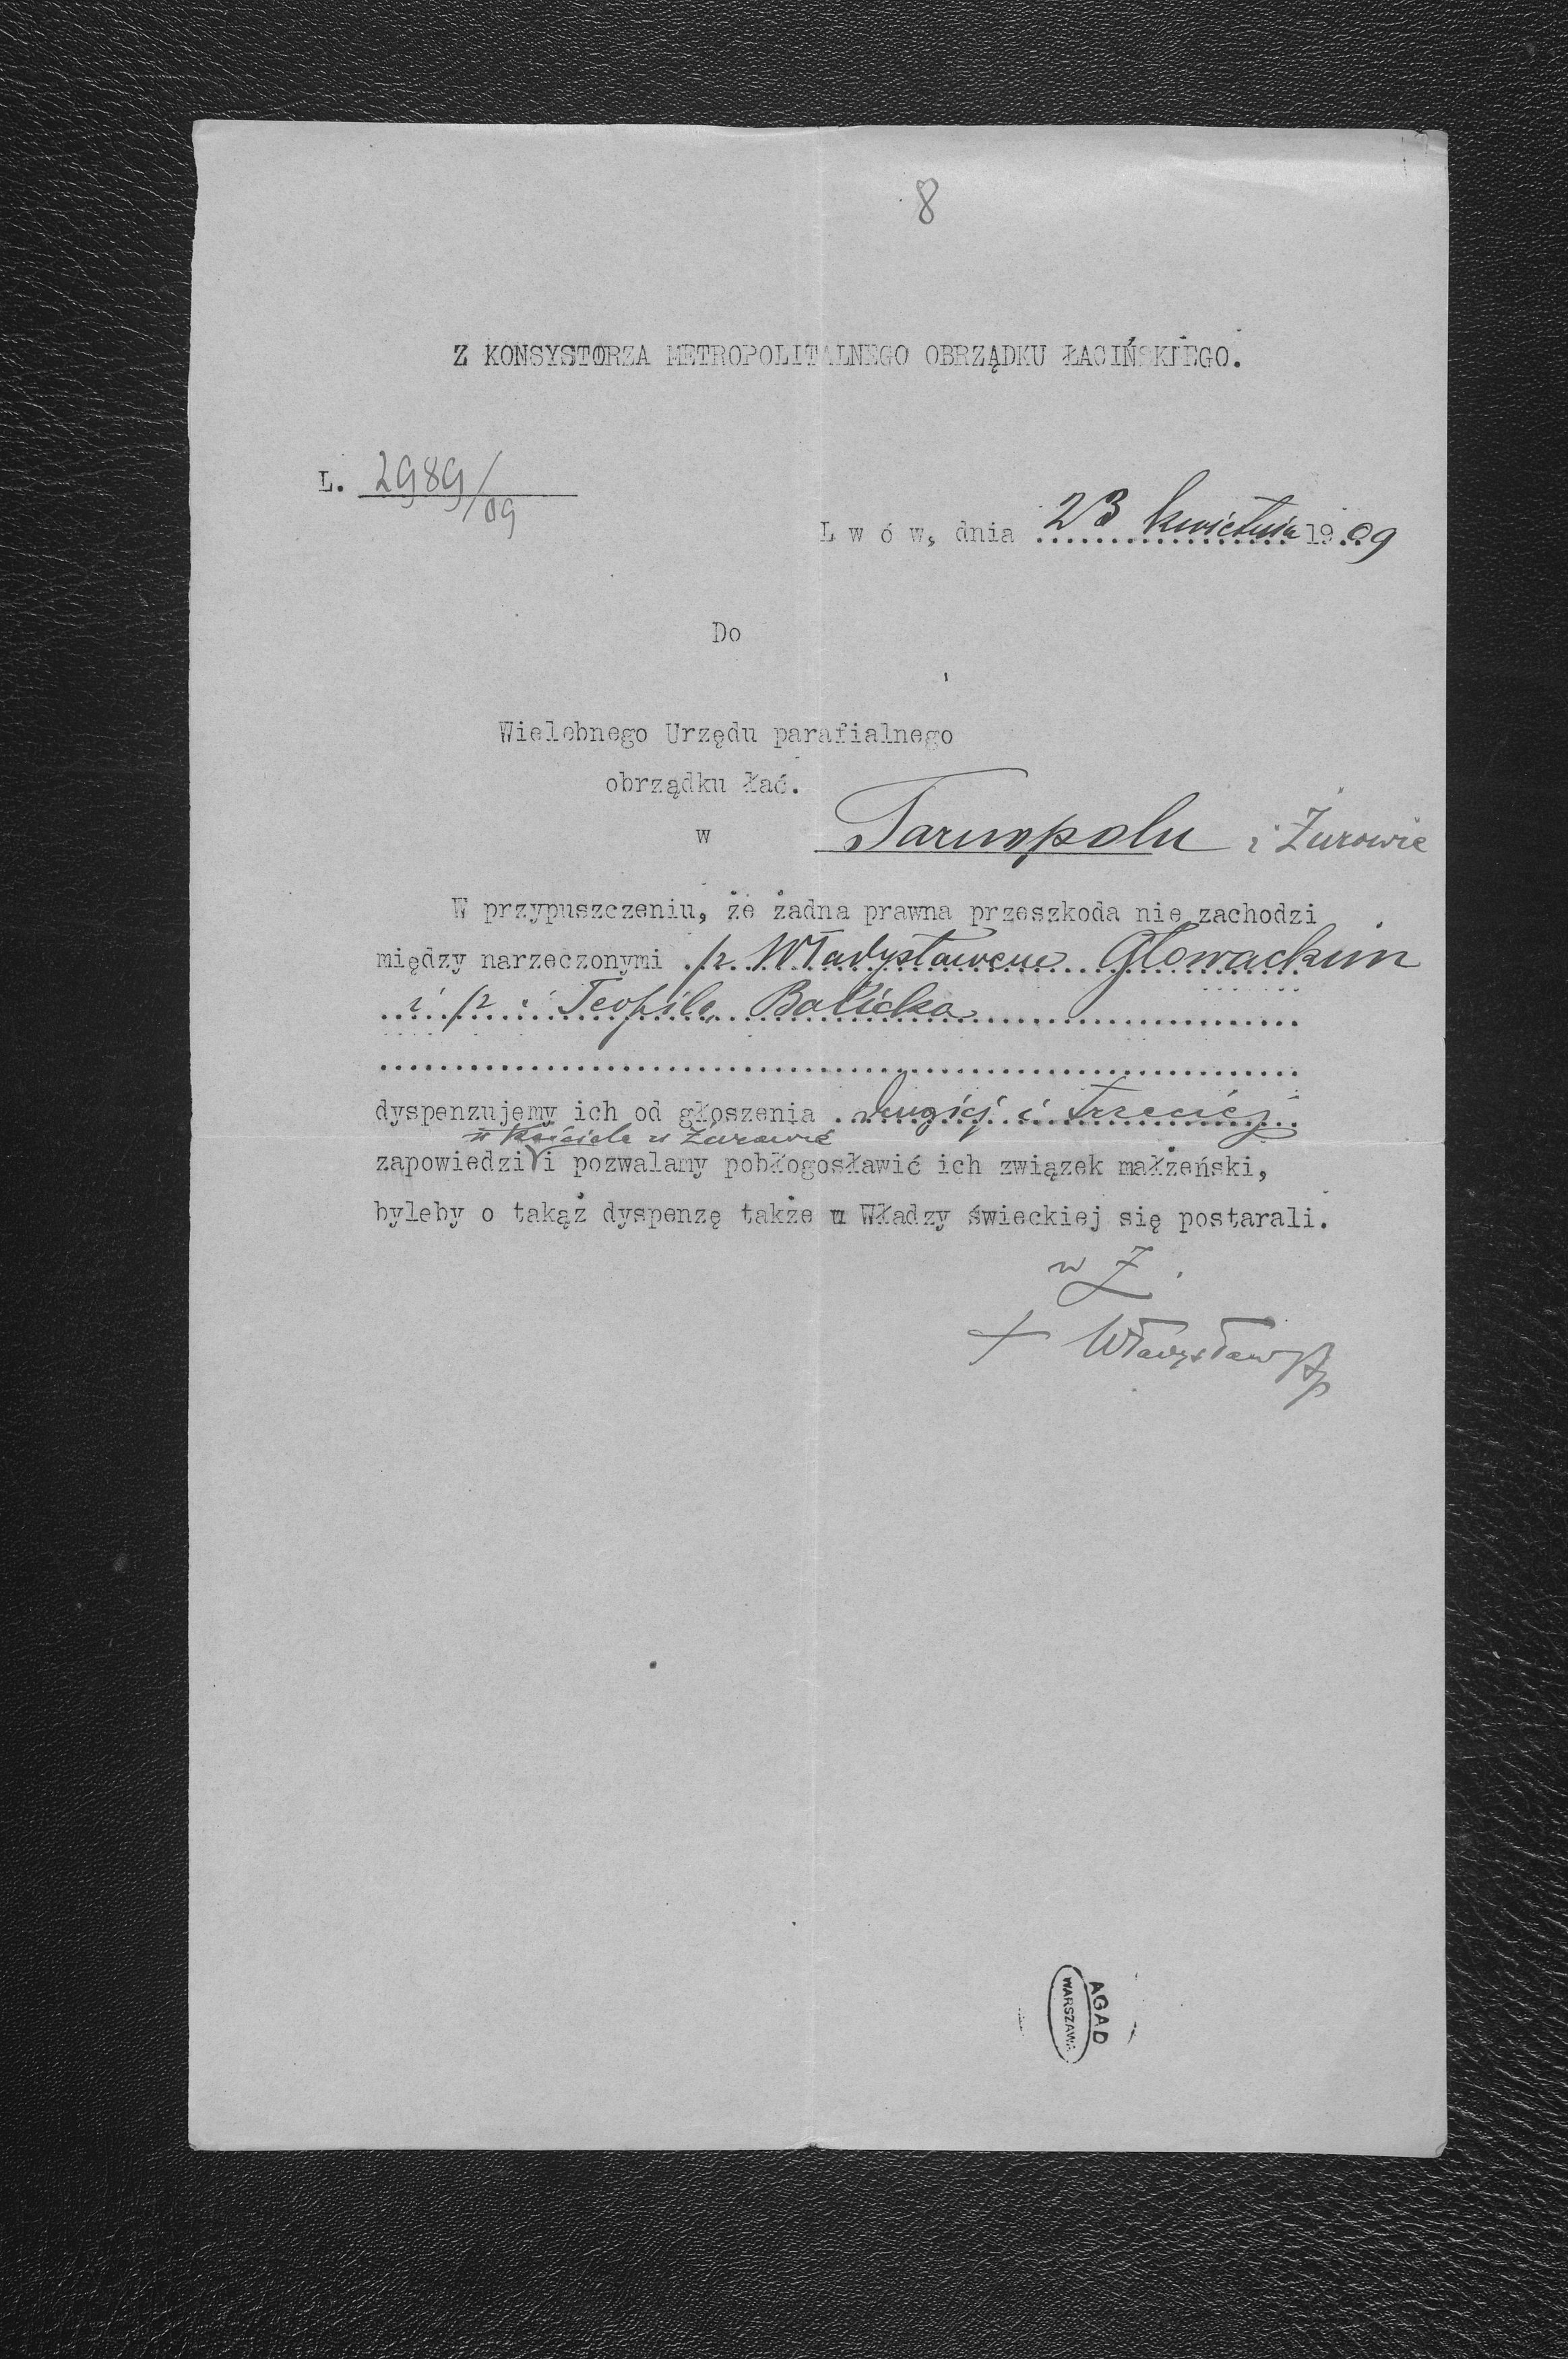 8
Z KONSYSTORZA METROPOLITALNEGO OBRZĄDKU ŁACIŃSKIEGO.
L. 2989/09
Lwów, dnia 23 kwietnia 1909
Do
Wielebnego Urzędu parafialnego
obrządku łać.
w Tarnopolu i Żurowie
W przypuszczeniu, że żadna prawna przeszkoda nie zachodzi
między narzeczonymi p. Władysławem Głowackim
i p. Teofilą Balicką
dyspenzujemy ich od głoszenia drugiej i trzeciej
w Kościele w Żurowie
zapowiedzi i pozwalamy pobłogosławić ich związek małżeński,
byleby o takąż dyspenzę także u Władzy świeckiej się postarali.
w Z.
+ Władysław Bp
AGAD
WARSZAWA